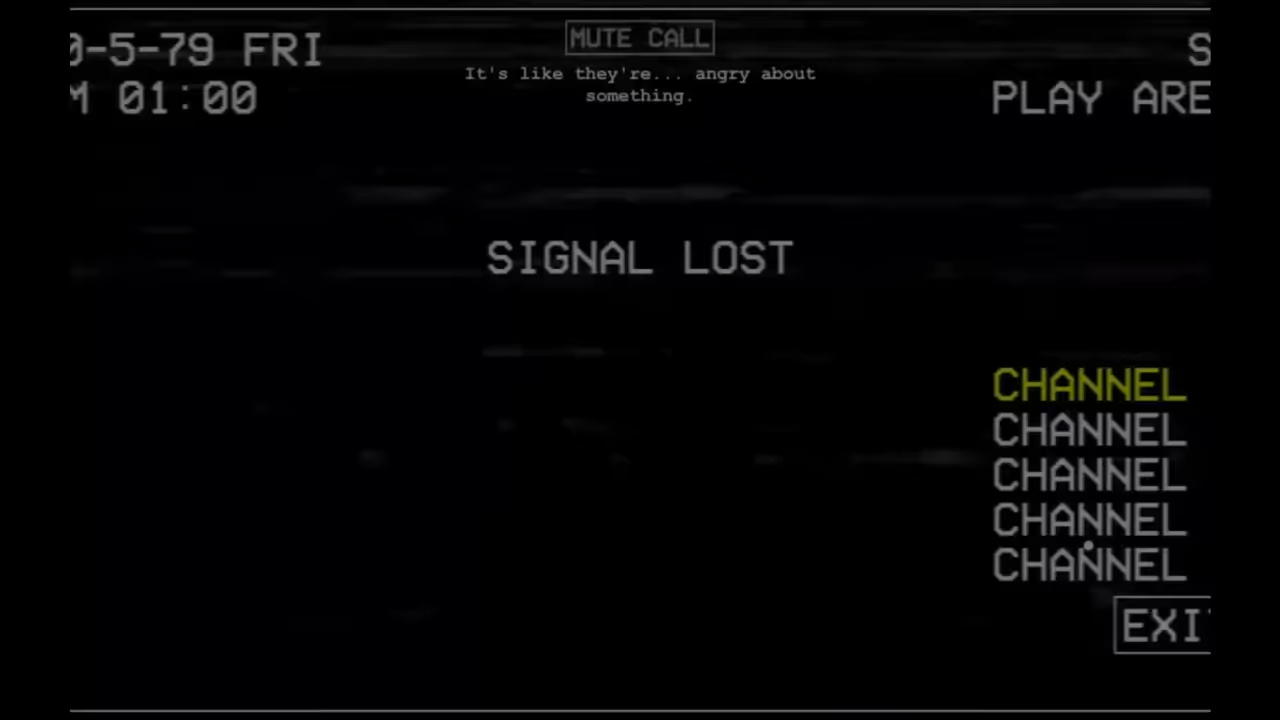 0-5-79 FRI
MUTE CALL
S
M 01:00
It's like they're... angry about
something.
PLAY ARE
SIGNAL LOST
CHANNEL
CHANNEL
CHANNEL
CHANNEL
CHANNEL
EXI